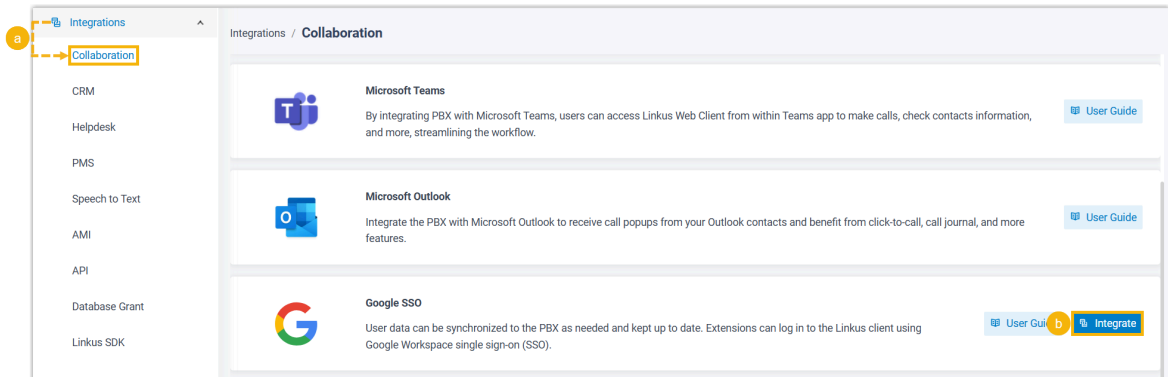 a
Integrations
Collaboration
CRM
Helpdesk
PMS
Speech to Text
AMI
API
Database Grant
Linkus SDK
Integrations / Collaboration
Microsoft Teams
By integrating PBX with Microsoft Teams, users can access Linkus Web Client from within Teams app to make calls, check contacts information,
and more, streamlining the workflow.
User Guide
Microsoft Outlook
Integrate the PBX with Microsoft Outlook to receive call popups from your Outlook contacts and benefit from click-to-call, call journal, and more
features.
User Guide
Google SSO
User data can be synchronized to the PBX as needed and kept up to date. Extensions can log in to the Linkus client using
Google Workspace single sign-on (SSO).
User Gui
b
Integrate